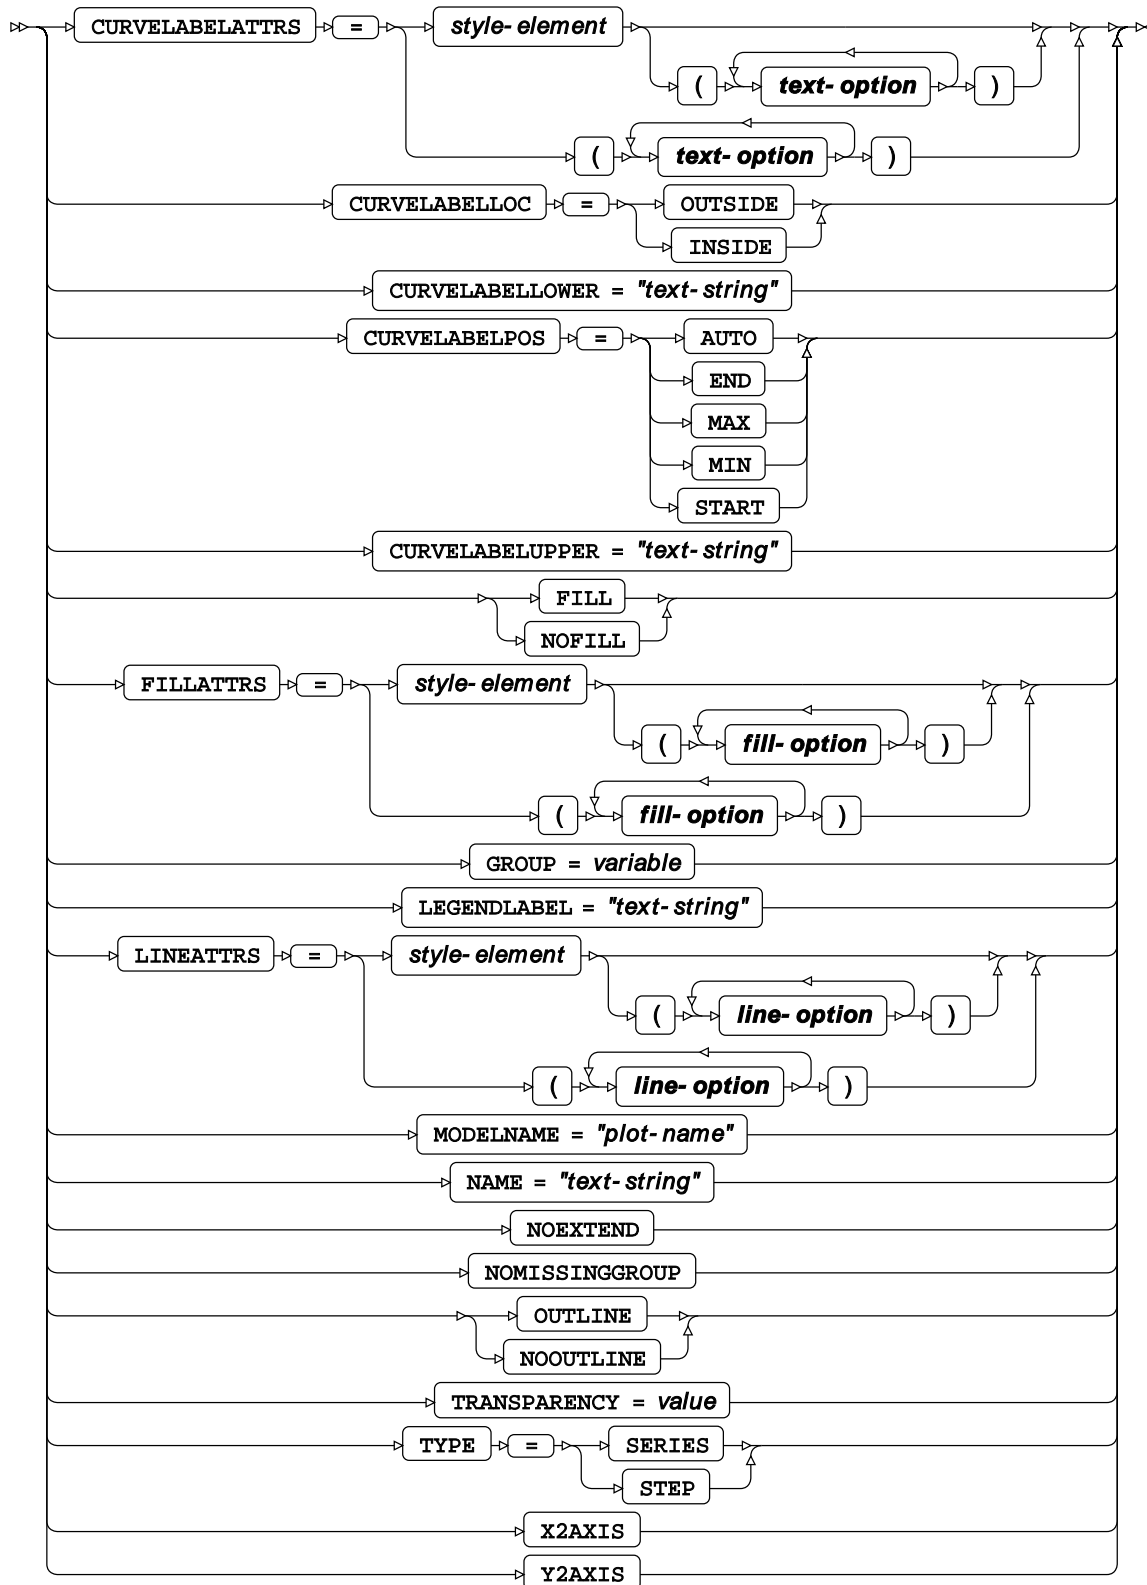 CURVELABELATTRS = style-element
( text-option )
( text-option )
CURVELABELLOC = OUTSIDE
INSIDE
CURVELABELLOWER = "text-string"
CURVELABELPOS = AUTO
END
MAX
MIN
START
CURVELABELUPPER = "text-string"
FILL
NOFILL
FILLATTRS = style-element
( fill-option )
( fill-option )
GROUP = variable
LEGENDLABEL = "text-string"
LINEATTRS = style-element
( line-option )
( line-option )
MODELNAME = "plot-name"
NAME = "text-string"
NOEXTEND
NOMISSINGGROUP
OUTLINE
NOOUTLINE
TRANSPARENCY = value
TYPE = SERIES
STEP
X2AXIS
Y2AXIS